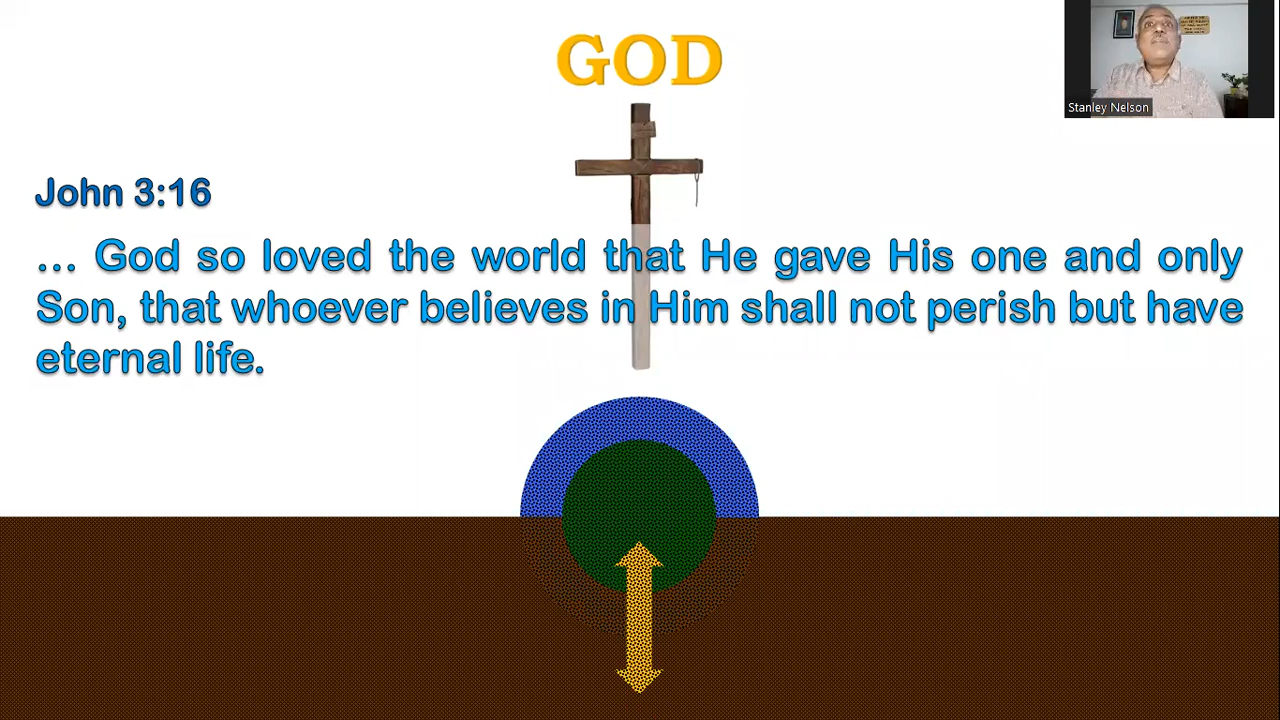 GOD
Stanley Nelson
John 3:16
... God so loved the world that He gave His one and only
Son, that whoever believes in Him shall not perish but have
eternal life.